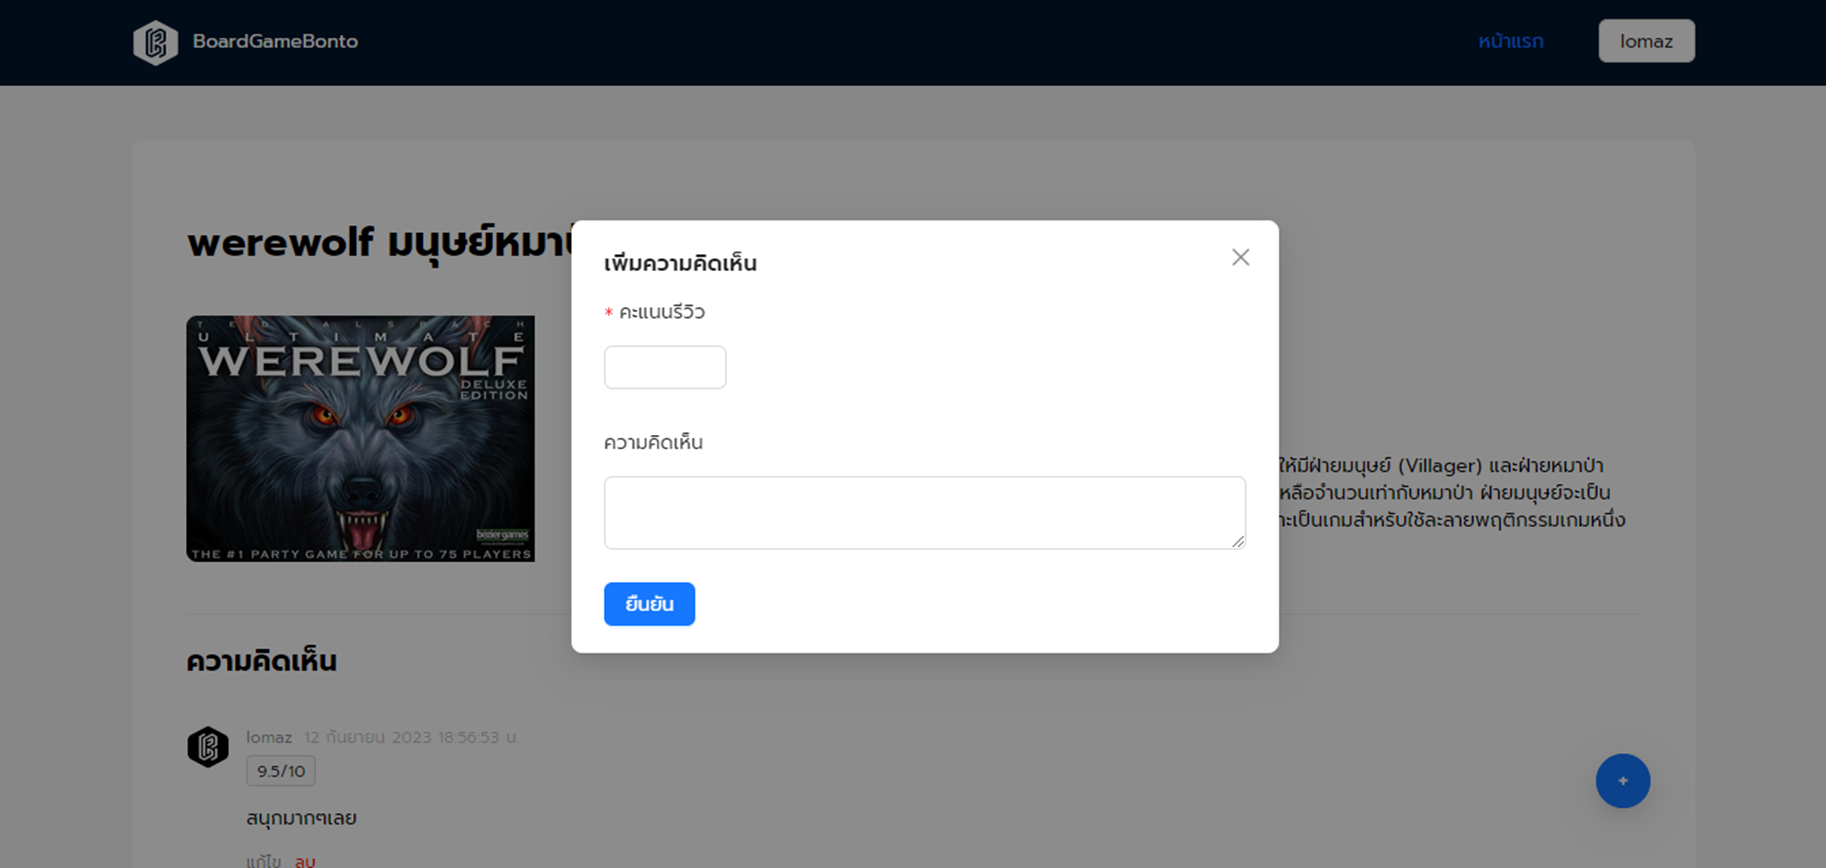 BoardGameBonto
หน้าแรก
lomaz
werewolf มนุษย์หมาป
TED ALSPACH
ULTIMATE
WEREWOLF
DELUXE
EDITION
béziergames
THE #1 PARTY GAME FOR UP TO 75 PLAYERS
เพิ่มความคิดเห็น
* คะแนนรีวิว
ความคิดเห็น
ยืนยัน
ให้มีฝ่ายมนุษย์ (Villager) และฝ่ายหมาป่า
หลือจำนวนเท่ากับหมาป่า ฝ่ายมนุษย์จะเป็น
าะเป็นเกมสำหรับใช้ละลายพฤติกรรมเกมหนึ่ง
ความคิดเห็น
lomaz 12 กันยายน 2023 18:56:53 น.
9.5/10
สนุกมากๆเลย
แก้ไข ลบ
+